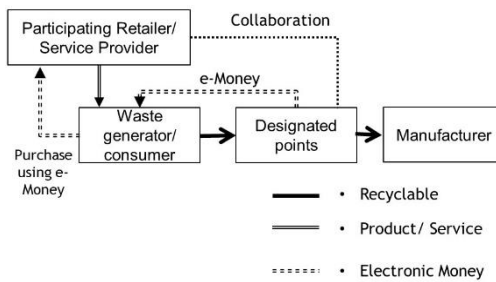 Participating Retailer/
Service Provider
Collaboration
e-Money
Waste
generator/
consumer
Designated
points
Manufacturer
Purchase
using e-
Money
• Recyclable
• Product/ Service
• Electronic Money